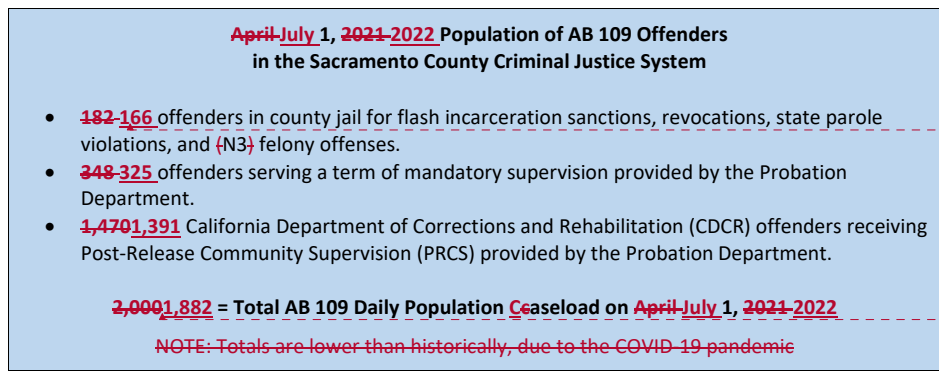 April July 1, 2021 2022 Population of AB 109 Offenders
in the Sacramento County Criminal Justice System
• 182 166 offenders in county jail for flash incarceration sanctions, revocations, state parole
violations, and (N3) felony offenses.
• 348 325 offenders serving a term of mandatory supervision provided by the Probation
Department.
• 1,4701,391 California Department of Corrections and Rehabilitation (CDCR) offenders receiving
Post-Release Community Supervision (PRCS) provided by the Probation Department.
2,0001,882 = Total AB 109 Daily Population Ccaseload on April July 1, 2021 2022
NOTE: Totals are lower than historically, due to the COVID-19 pandemic